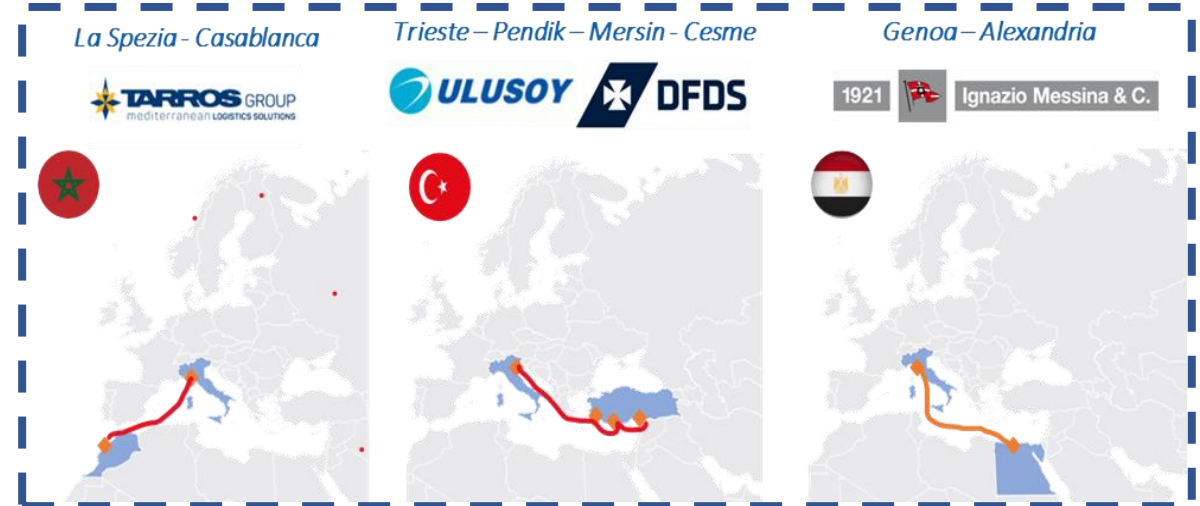 La Spezia - Casablanca
TARROS GROUP
mediterranean LOGISTICS SOLUTIONS
Trieste – Pendik – Mersin - Cesme
ULUSOY
DFDS
Genoa – Alexandria
1921
Ignazio Messina & C.